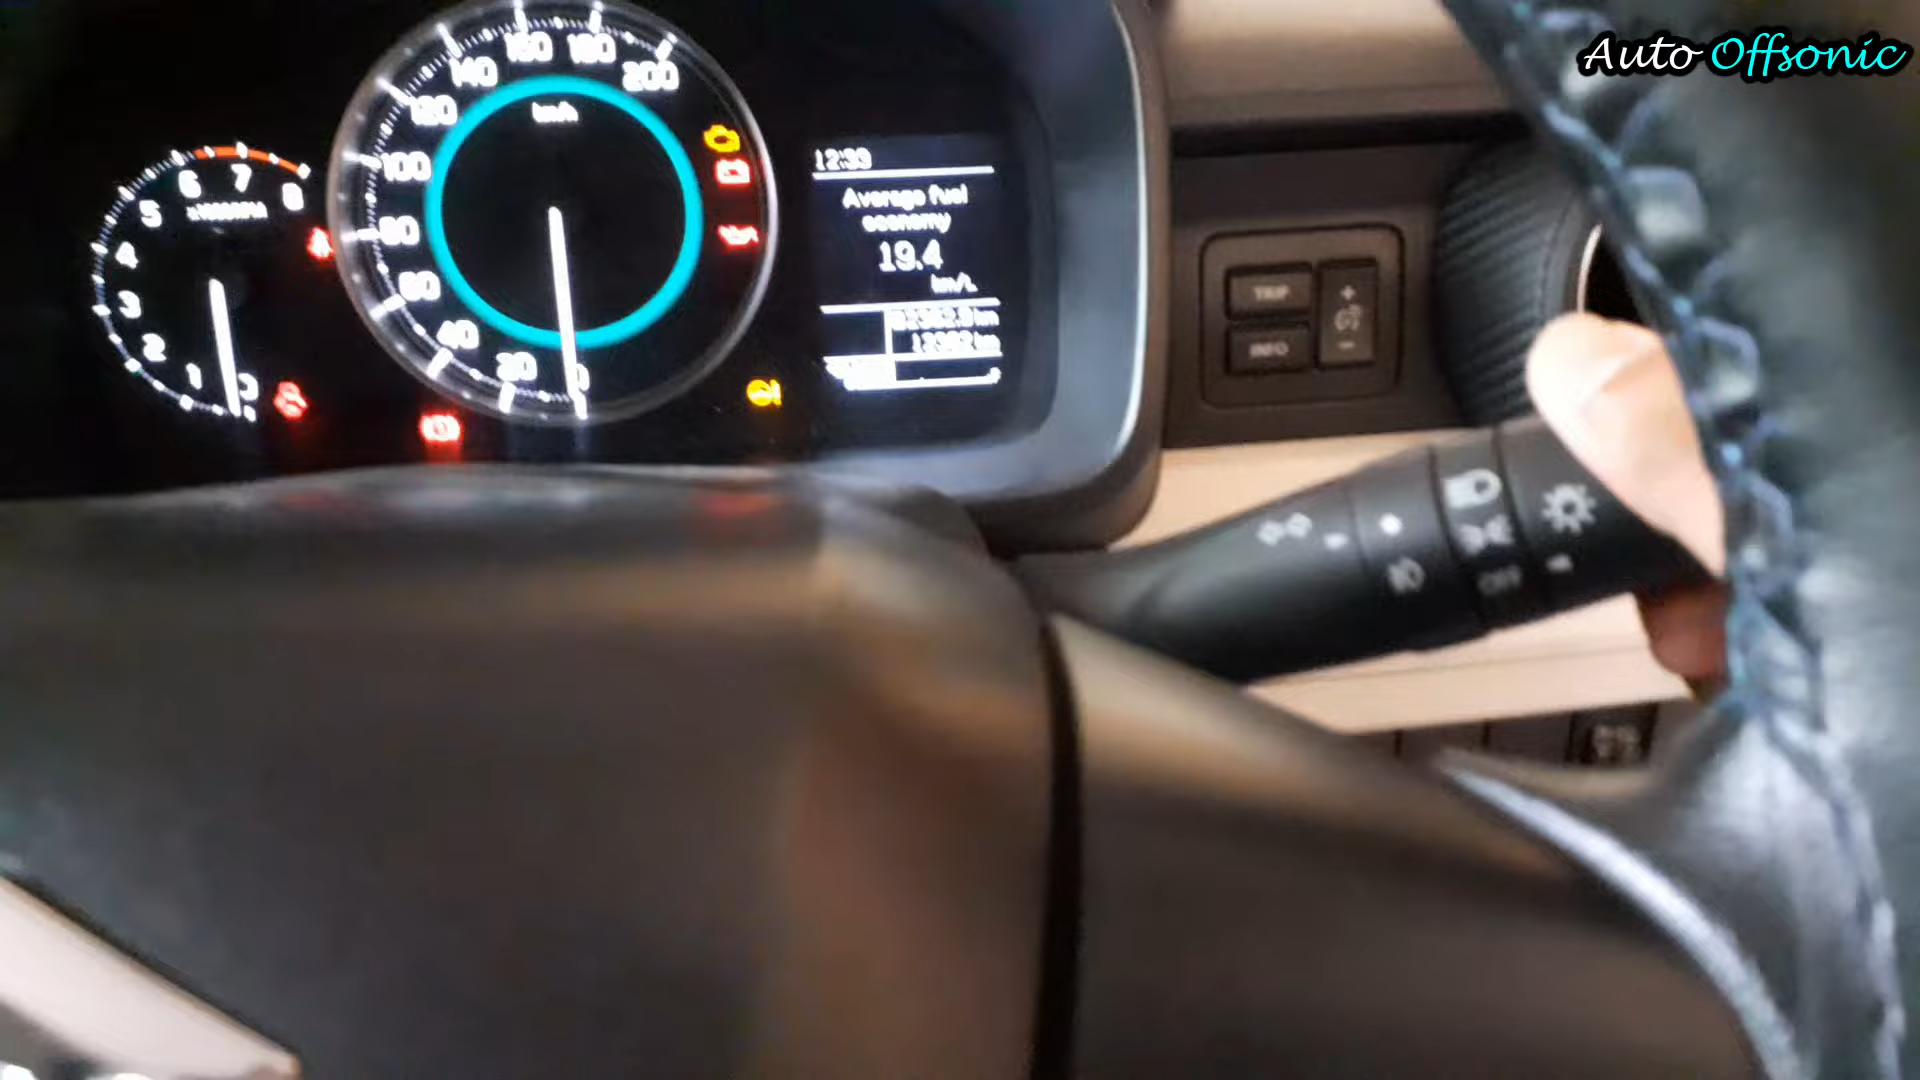 Auto Offsonic
160 180
140 200
120
km/h
100
80
60
40
20
0
6 7 8
5
4
3
2
1 0
12:33
Average fuel
economy
19.4
km/L
TRIP
INFO
+
-
OFF